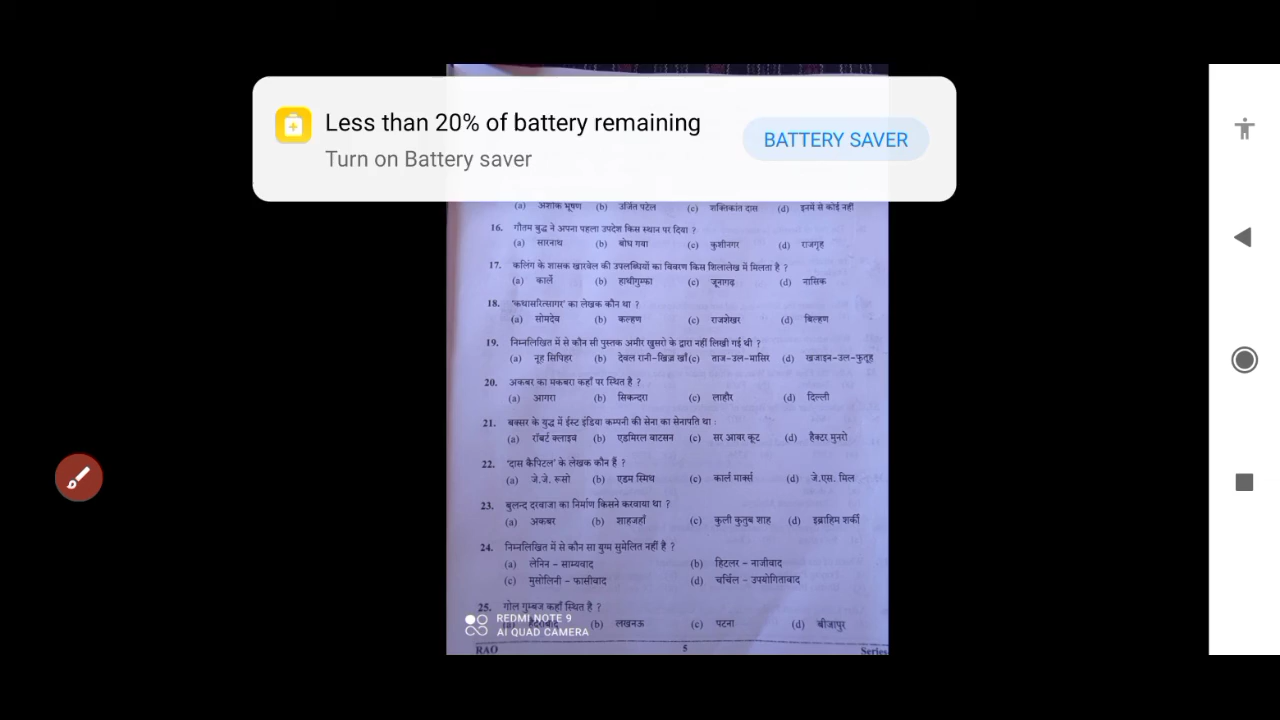 Less than 20% of battery remaining
Turn on Battery saver
BATTERY SAVER
(a) अशोक भूषण (b) उर्जित पटेल (c) शक्तिकांत दास (d) इनमें से कोई नहीं
16. गौतम बुद्ध ने अपना पहला उपदेश किस स्थान पर दिया ?
(a) सारनाथ (b) बोध गया (c) कुशीनगर (d) राजगृह
17. कलिंग के शासक खारवेल की उपलब्धियों का विवरण किस शिलालेख में मिलता है ?
(a) कार्ले (b) हाथीगुम्फा (c) जूनागढ़ (d) नासिक
18. 'कथासरित्सागर' का लेखक कौन था ?
(a) सोमदेव (b) कल्हण (c) राजशेखर (d) बिल्हण
19. निम्नलिखित में से कौन सी पुस्तक अमीर खुसरो के द्वारा नहीं लिखी गई थी ?
(a) नूह सिपिहर (b) देवल रानी-खिज्र खाँ (c) ताज-उल-मासिर (d) खजाइन-उल-फुतूह
20. अकबर का मकबरा कहाँ पर स्थित है ?
(a) आगरा (b) सिकन्दरा (c) लाहौर (d) दिल्ली
21. बक्सर के युद्ध में ईस्ट इंडिया कम्पनी की सेना का सेनापति था :
(a) रॉबर्ट क्लाइव (b) एडमिरल वाटसन (c) सर आयर कूट (d) हैक्टर मुनरो
22. 'दास कैपिटल' के लेखक कौन हैं ?
(a) जे.जे. रूसो (b) एडम स्मिथ (c) कार्ल मार्क्स (d) जे.एस. मिल
23. बुलन्द दरवाजा का निर्माण किसने करवाया था ?
(a) अकबर (b) शाहजहाँ (c) कुली कुतुब शाह (d) इब्राहिम शर्की
24. निम्नलिखित में से कौन सा युग्म सुमेलित नहीं है ?
(a) लेनिन - साम्यवाद (b) हिटलर - नाजीवाद
(c) मुसोलिनी - फासीवाद (d) चर्चिल - उपयोगिताबाद
25. गोल गुम्बज कहाँ स्थित है ?
(a) हैदराबाद (b) लखनऊ (c) पटना (d) बीजापुर
REDMI NOTE 9
AI QUAD CAMERA
RAO 5 Series